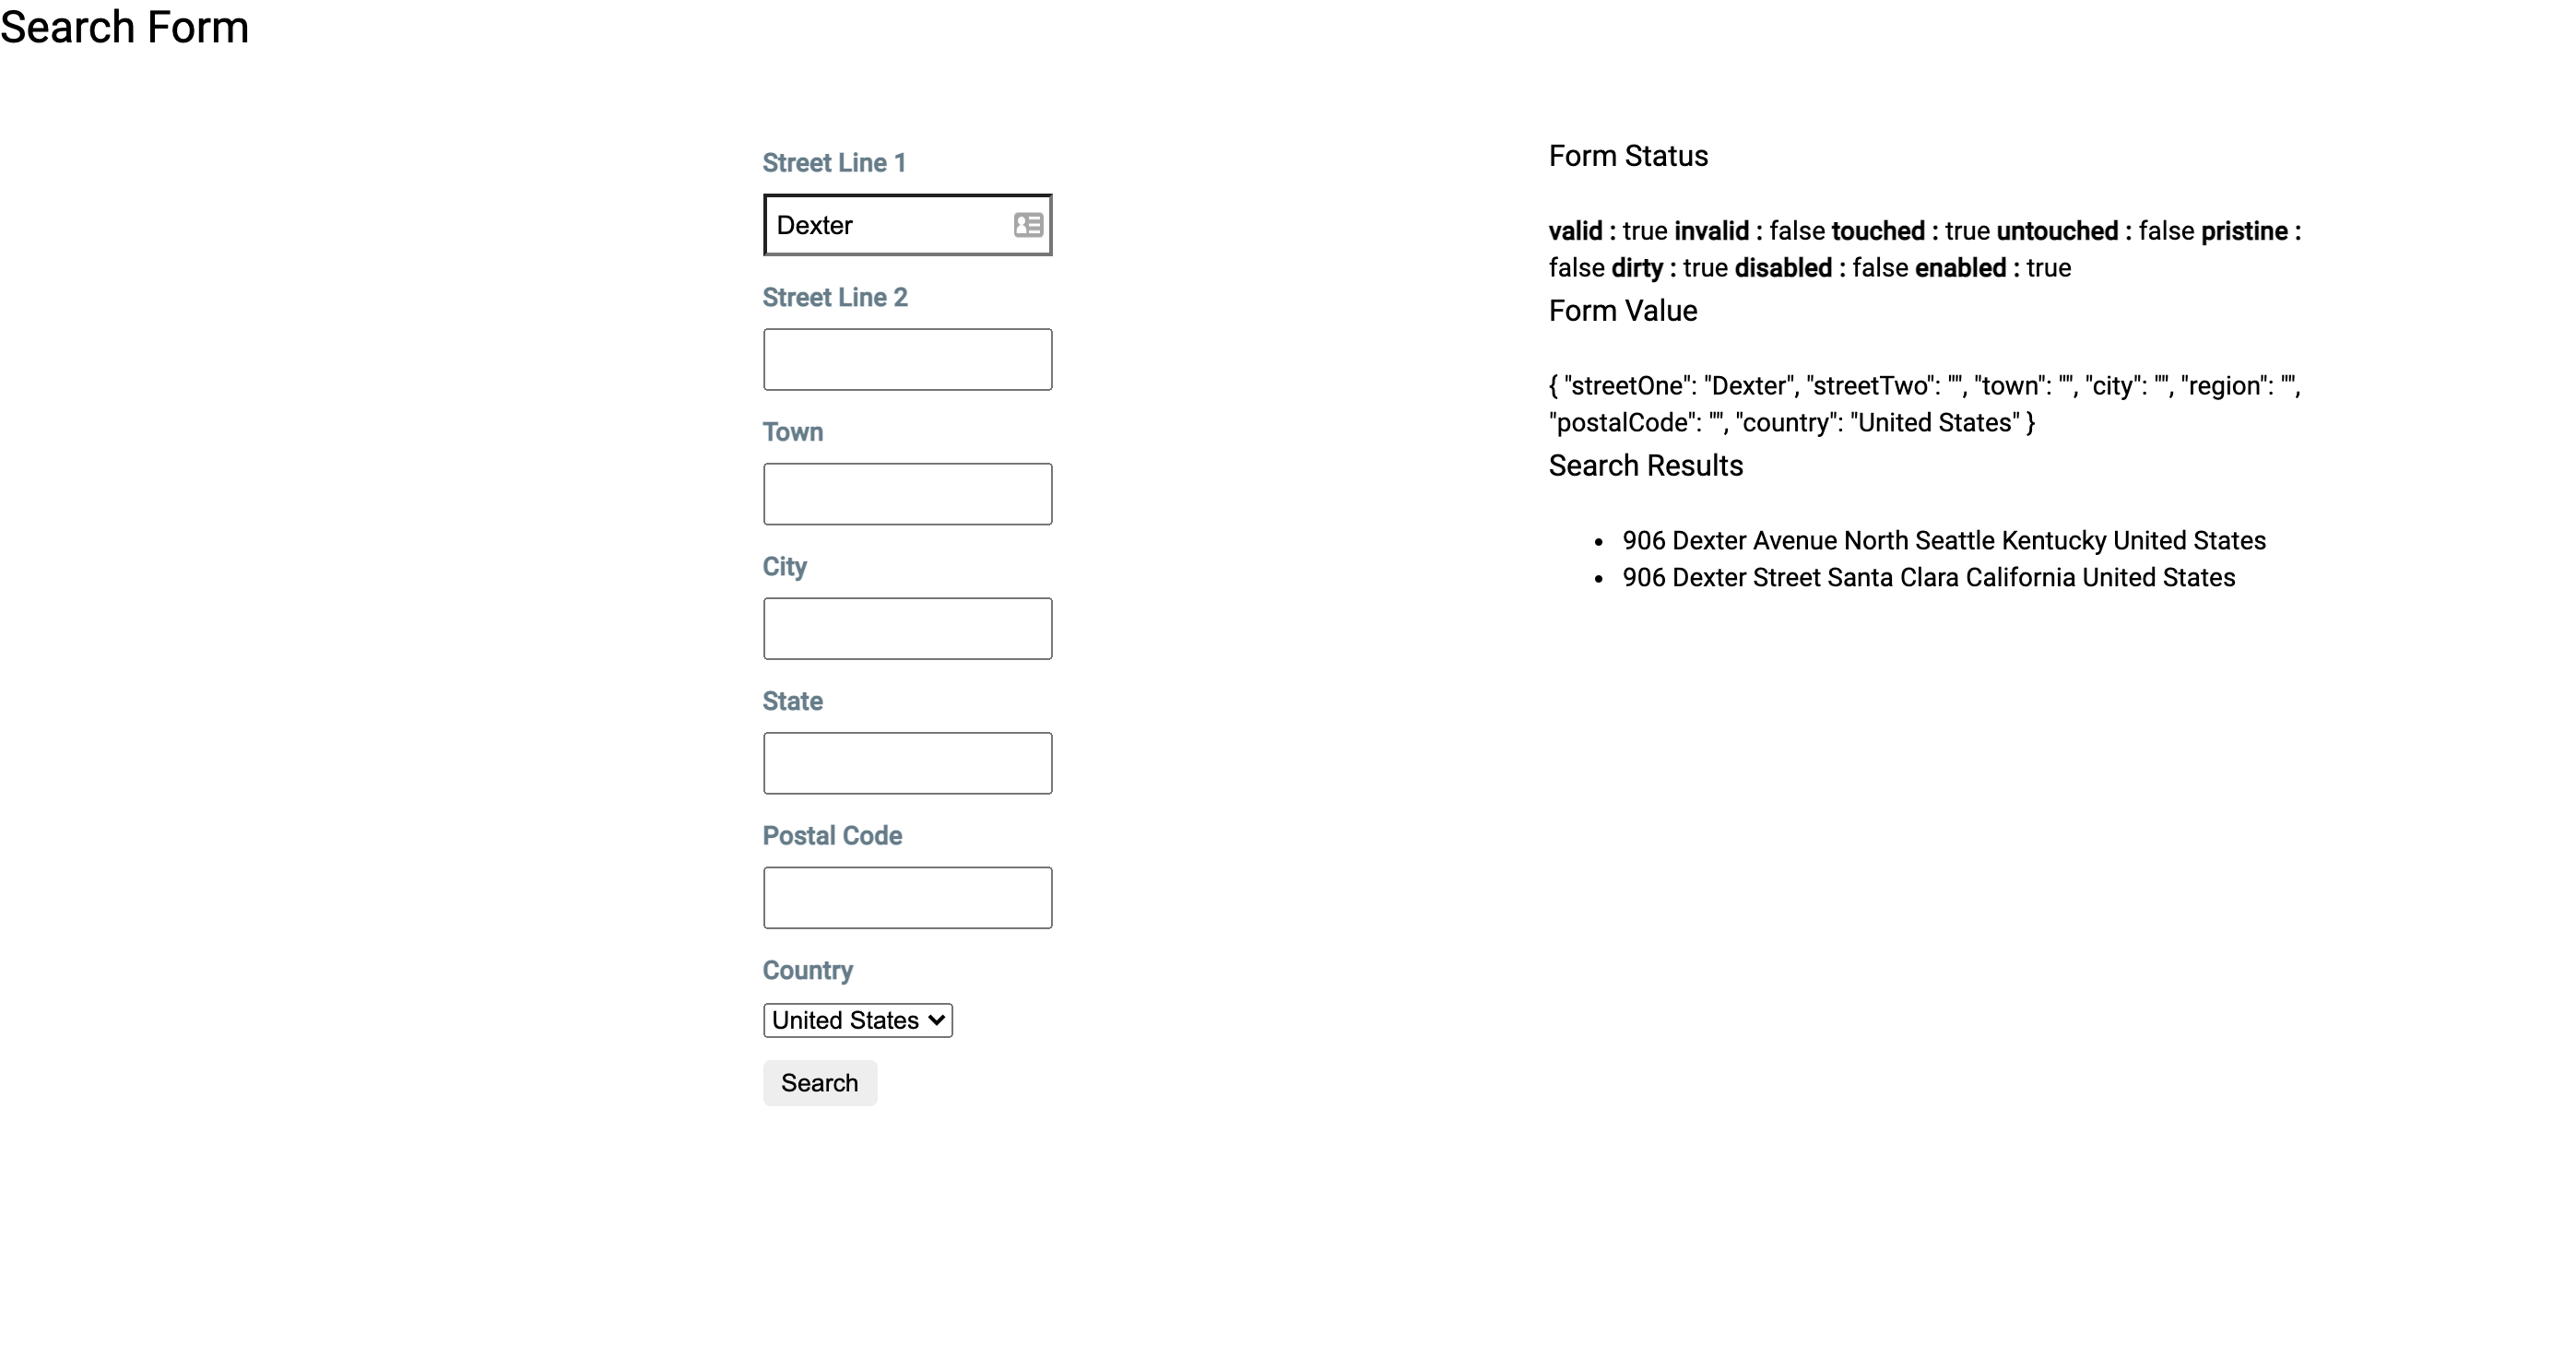 Search Form
Street Line 1
Dexter
Street Line 2
Town
City
State
Postal Code
Country
United States
Search
Form Status
valid : true invalid : false touched : true untouched : false pristine :
false dirty : true disabled : false enabled : true
Form Value
{ "streetOne": "Dexter", "streetTwo": "", "town": "", "city": "", "region": "",
"postalCode": "", "country": "United States" }
Search Results
• 906 Dexter Avenue North Seattle Kentucky United States
• 906 Dexter Street Santa Clara California United States